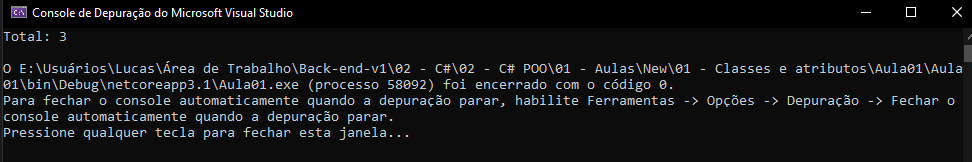 Console de Depuração do Microsoft Visual Studio
Total: 3
O E:\Usuários\Lucas\Área de Trabalho\Back-end-v1\02 - C#\02 - C# POO\01 - Aulas\New\01 - Classes e atributos\Aula01\Aula
01\bin\Debug\netcoreapp3.1\Aula01.exe (processo 58092) foi encerrado com o código 0.
Para fechar o console automaticamente quando a depuração parar, habilite Ferramentas -> Opções -> Depuração -> Fechar o
console automaticamente quando a depuração parar.
Pressione qualquer tecla para fechar esta janela...